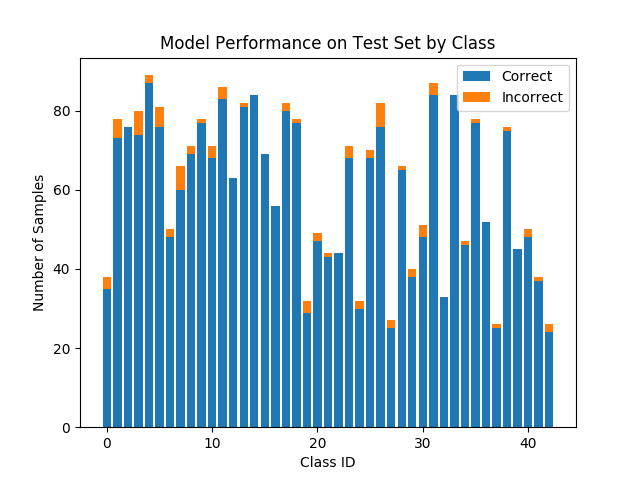 Model Performance on Test Set by Class
Correct
Incorrect
Number of Samples
80
60
40
20
0
0 10 20 30 40
Class ID